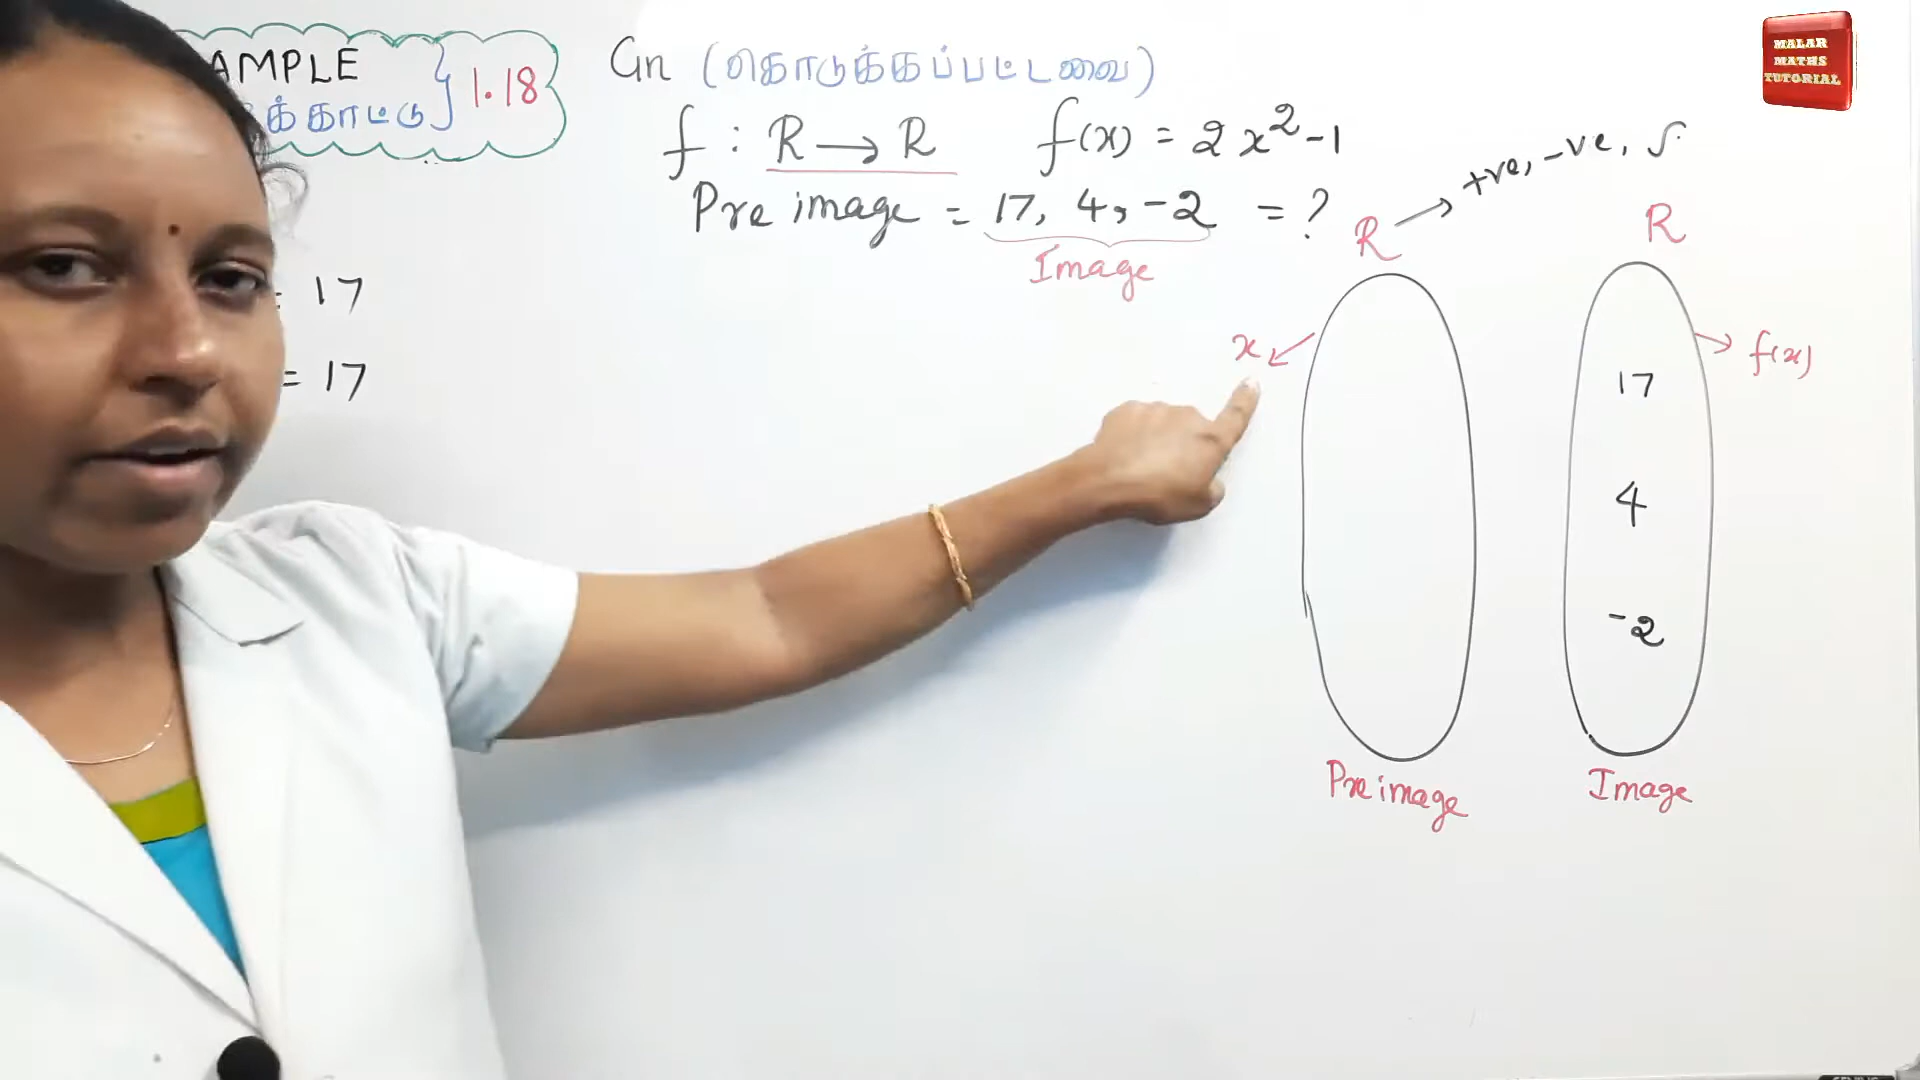 AMPLE
க்காட்டு } 1.18
Gn (கொடுக்கப்பட்டவை)
f : R → R f(x) = 2x²-1
Pre image = 17, 4, -2 = ?
Image
R → +ve, -ve, √
R
= 17
= 17
x
f(x)
17
4
-2
Pre image
Image
MALAR
MATHS
TUTORIAL